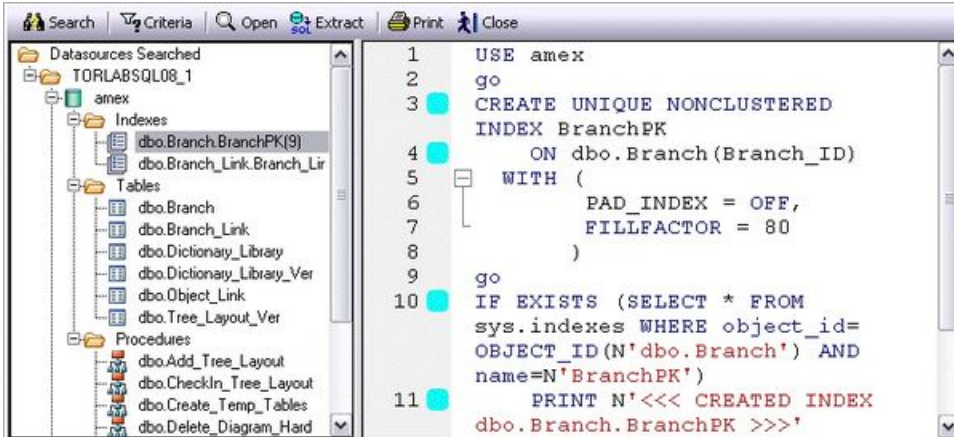 Search Criteria Open Extract Print Close
SQL
Datasources Searched
TORLABSQL08_1
amex
Indexes
dbo.Branch.BranchPK(9)
dbo.Branch_Link.Branch_Lir
Tables
dbo.Branch
dbo.Branch_Link
dbo.Dictionary_Library
dbo.Dictionary_Library_Ver
dbo.Object_Link
dbo.Tree_Layout_Ver
Procedures
dbo.Add_Tree_Layout
dbo.CheckIn_Tree_Layout
dbo.Create_Temp_Tables
dbo.Delete_Diagram_Hard
1 USE amex
2 go
3 CREATE UNIQUE NONCLUSTERED
INDEX BranchPK
4 ON dbo.Branch(Branch_ID)
5 WITH (
6 PAD_INDEX = OFF,
7 FILLFACTOR = 80
8 )
9 go
10 IF EXISTS (SELECT * FROM
sys.indexes WHERE object_id=
OBJECT_ID(N'dbo.Branch') AND
name=N'BranchPK')
11 PRINT N'<<< CREATED INDEX
dbo.Branch.BranchPK >>>'